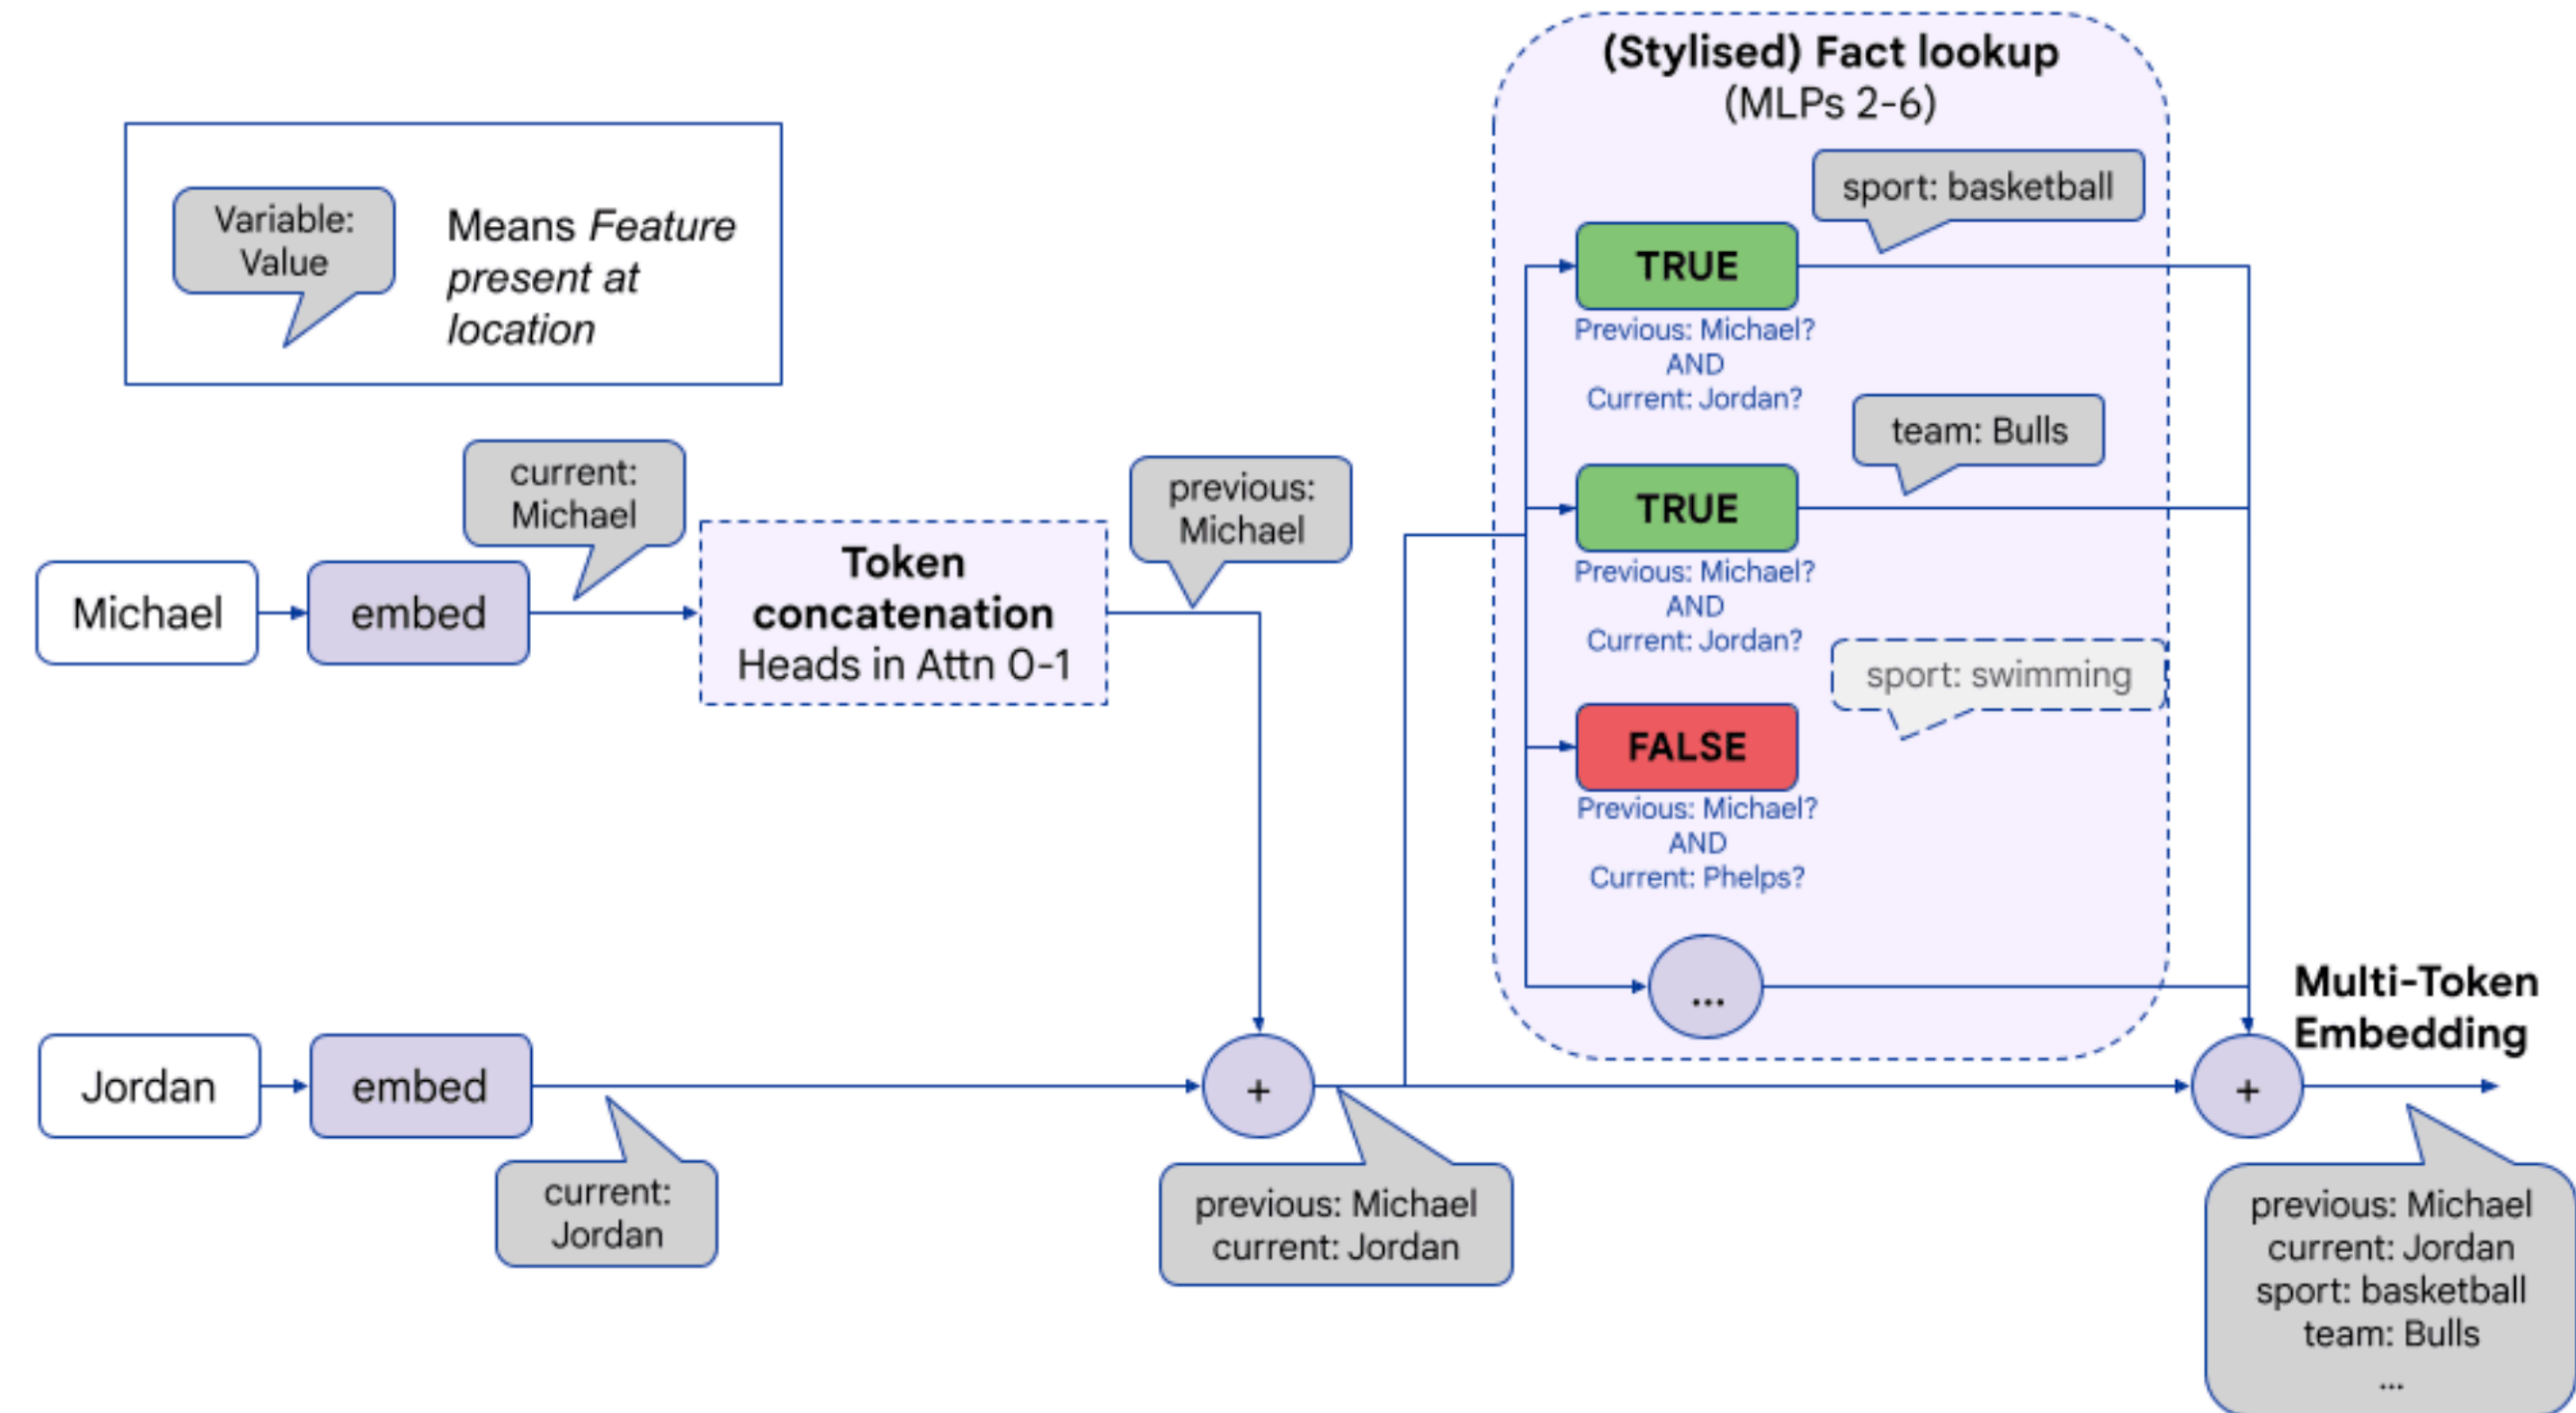 (Stylised) Fact lookup
(MLPs 2-6)
Variable:
Value
Means Feature
present at
location
sport: basketball
TRUE
Previous: Michael?
AND
Current: Jordan?
team: Bulls
TRUE
Previous: Michael?
AND
Current: Jordan?
sport: swimming
FALSE
Previous: Michael?
AND
Current: Phelps?
...
current:
Michael
previous:
Michael
Michael
embed
Token
concatenation
Heads in Attn 0-1
Multi-Token
Embedding
Jordan
embed
+
+
current:
Jordan
previous: Michael
current: Jordan
previous: Michael
current: Jordan
sport: basketball
team: Bulls
...